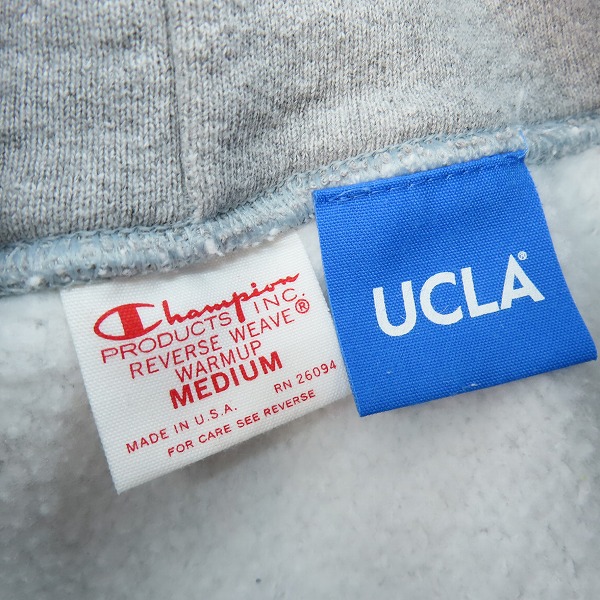 Champion
PRODUCTS INC.
REVERSE WEAVE®
WARMUP
MEDIUM
MADE IN U.S.A. RN 26094
FOR CARE SEE REVERSE
UCLA®